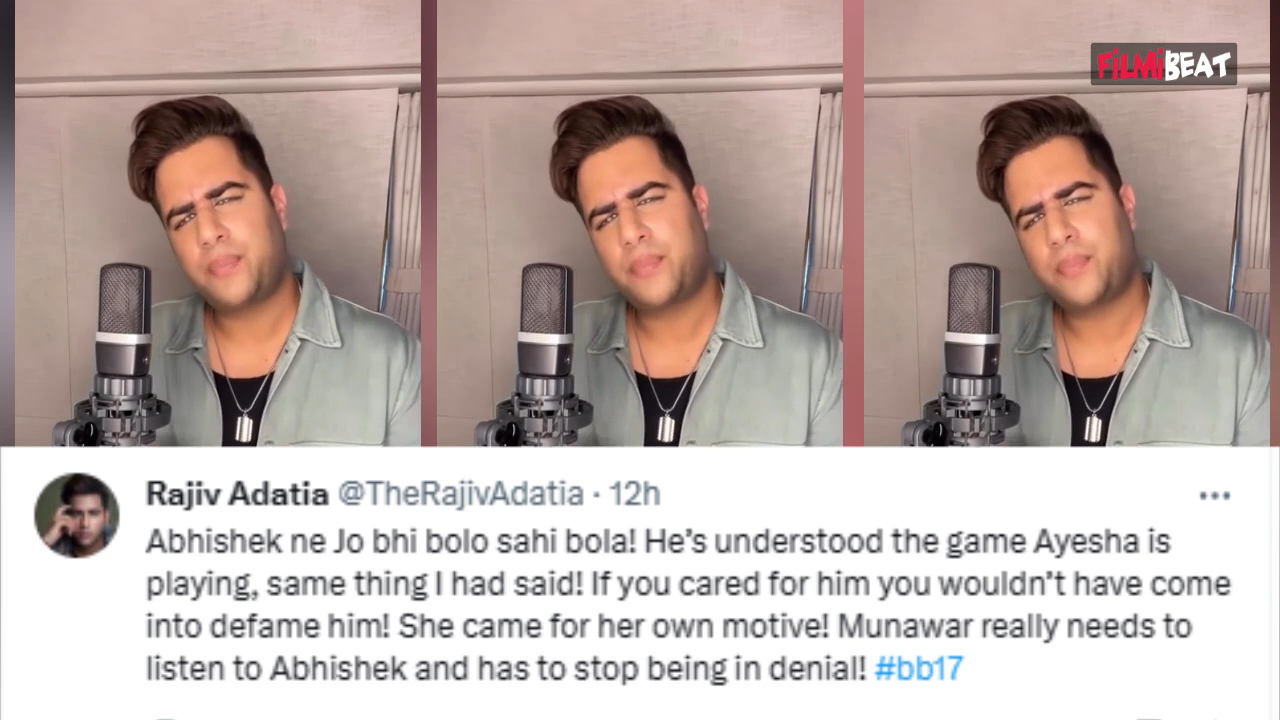 FiLMiBEAT
Rajiv Adatia @TheRajivAdatia · 12h
Abhishek ne Jo bhi bolo sahi bola! He's understood the game Ayesha is
playing, same thing I had said! If you cared for him you wouldn't have come
into defame him! She came for her own motive! Munawar really needs to
listen to Abhishek and has to stop being in denial! #bb17